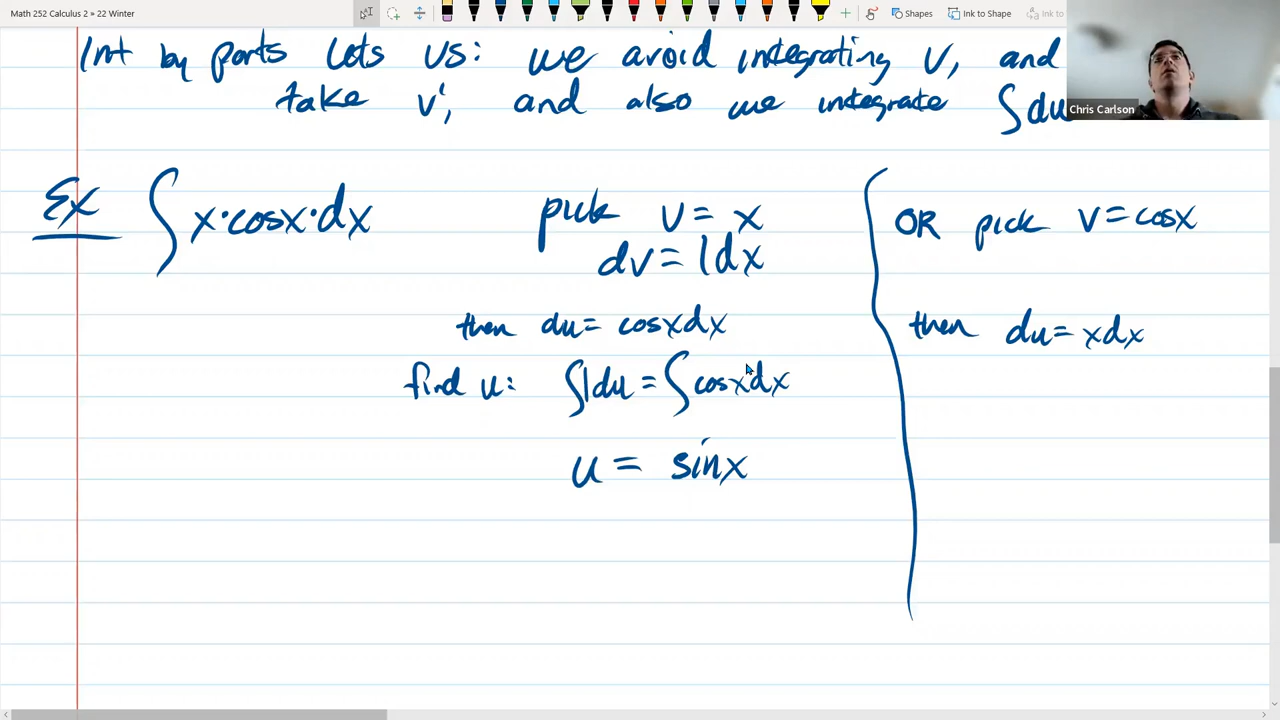 Math 252 Calculus 2 » 22 Winter
Shapes
Ink to Shape
Ink to
Int by parts lets us: we avoid integrating v, and
take v', and also we integrate ∫du
Chris Carlson
Ex ∫ x·cosx·dx
pick v = x
dv = 1dx
then du = cosxdx
find u: ∫1du = ∫cosxdx
u = sinx
OR pick v = cosx
then du = xdx